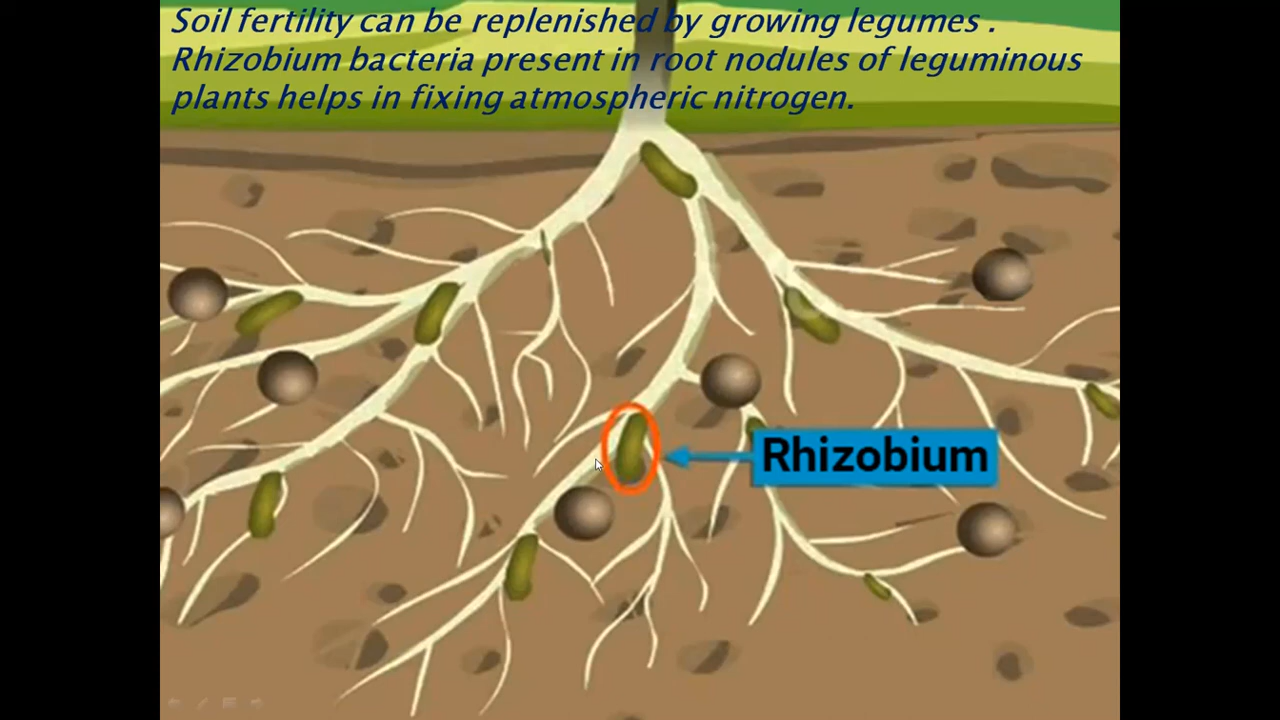 Soil fertility can be replenished by growing legumes .
Rhizobium bacteria present in root nodules of leguminous
plants helps in fixing atmospheric nitrogen.
Rhizobium